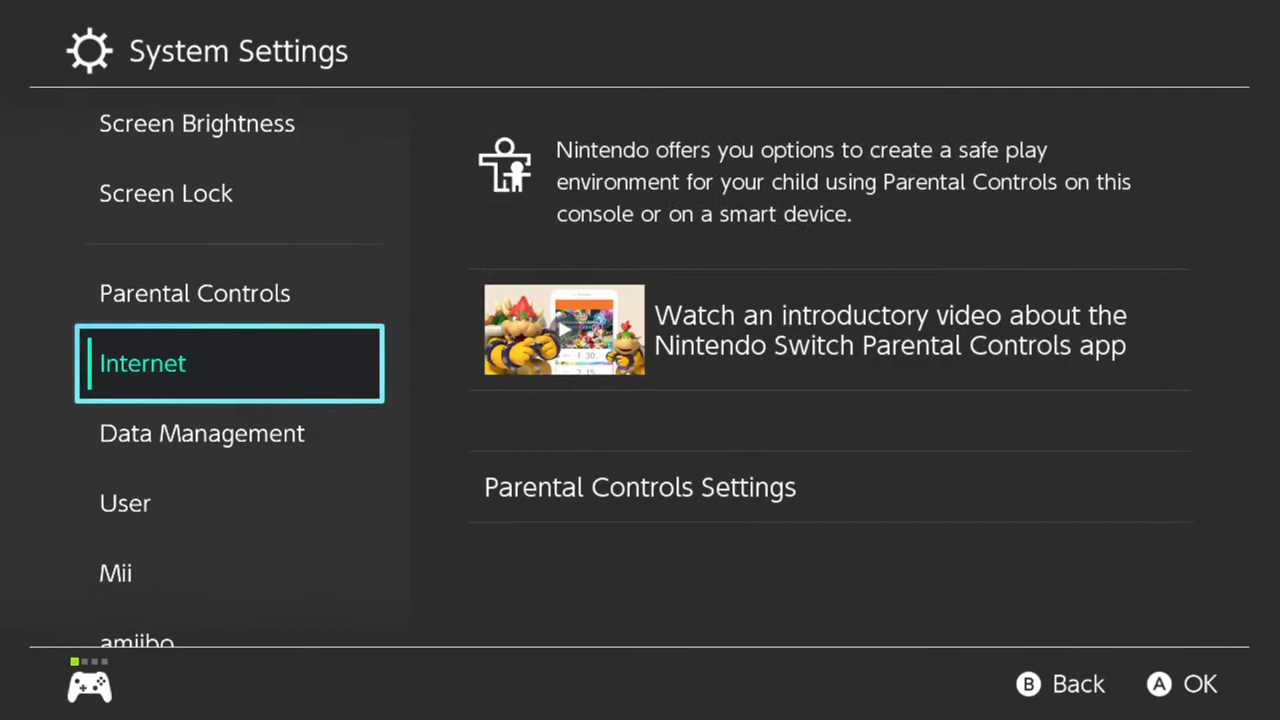 System Settings
Screen Brightness
Screen Lock
Parental Controls
Internet
Data Management
User
Mii
amiibo
Nintendo offers you options to create a safe play
environment for your child using Parental Controls on this
console or on a smart device.
Watch an introductory video about the
Nintendo Switch Parental Controls app
Parental Controls Settings
B Back
A OK